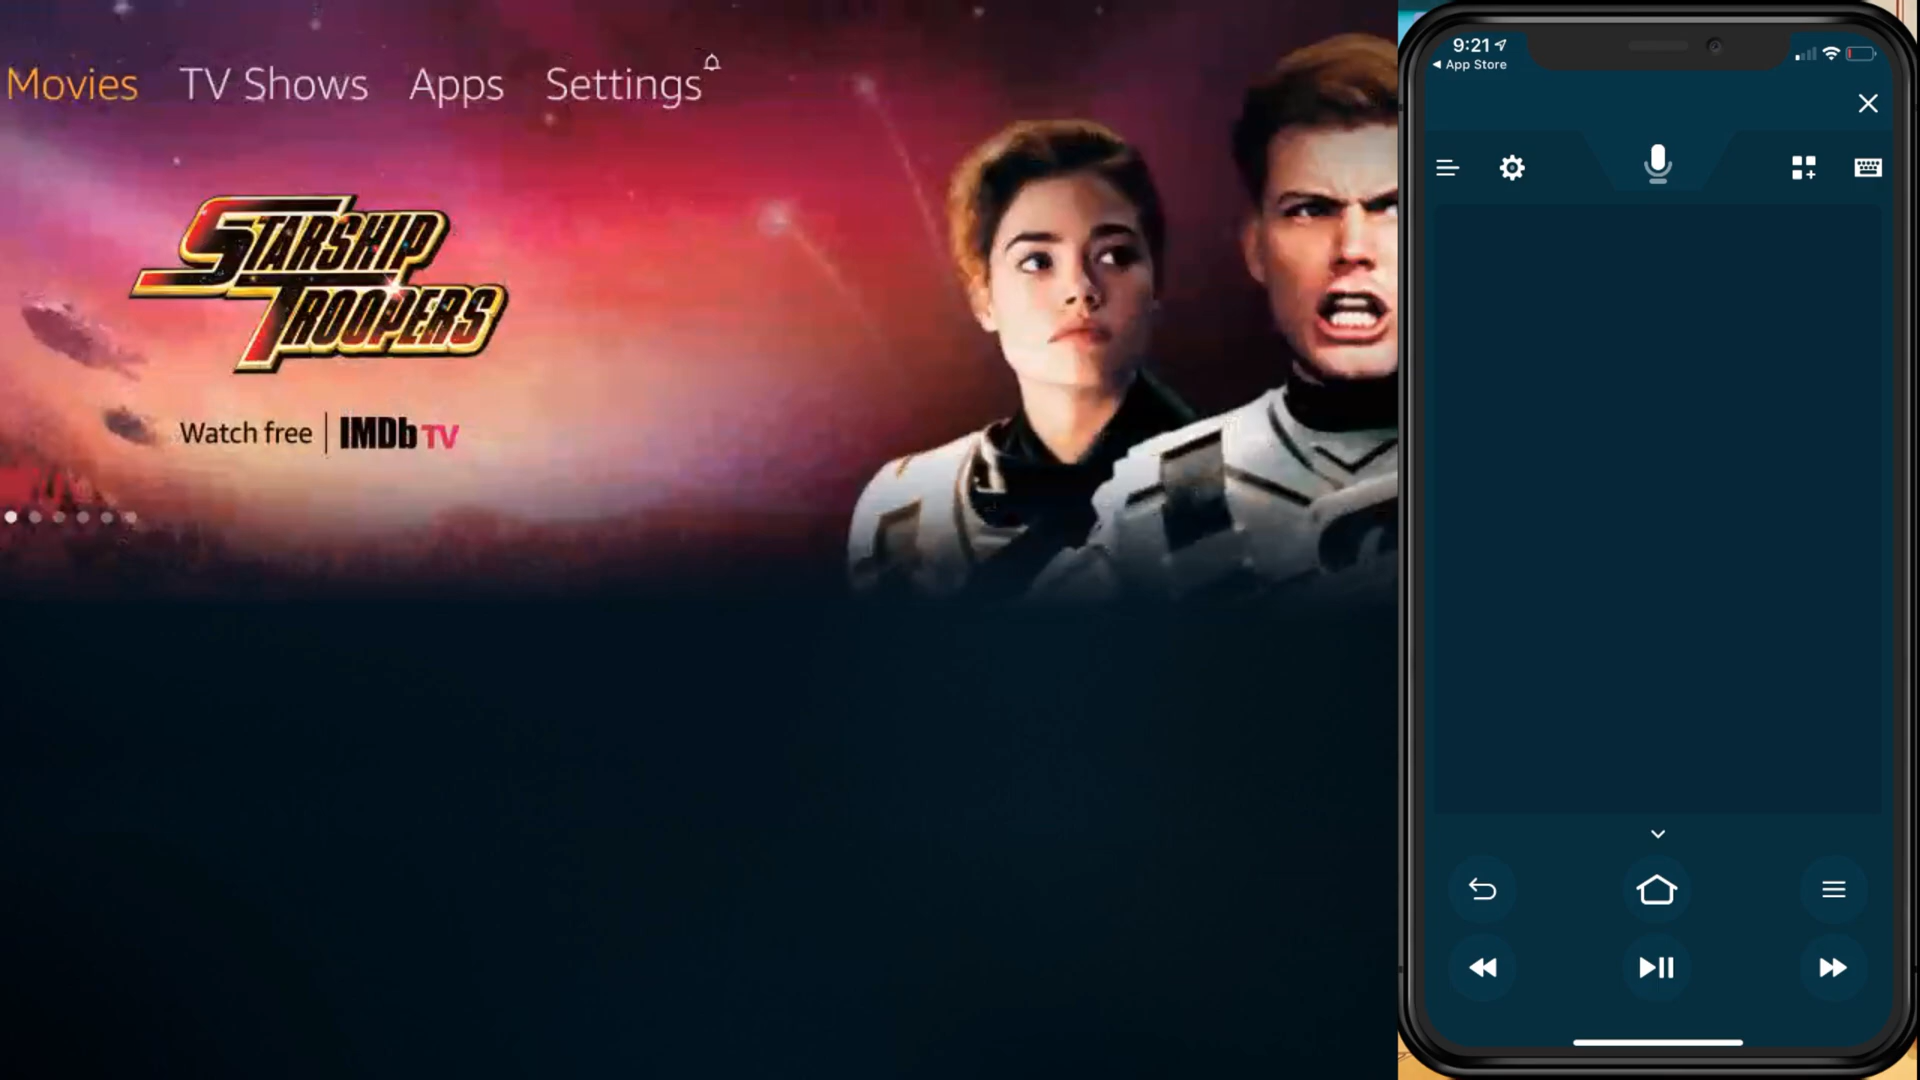 Movies TV Shows Apps Settings
STARSHIP
TROOPERS
Watch free | IMDb TV
9:21
App Store